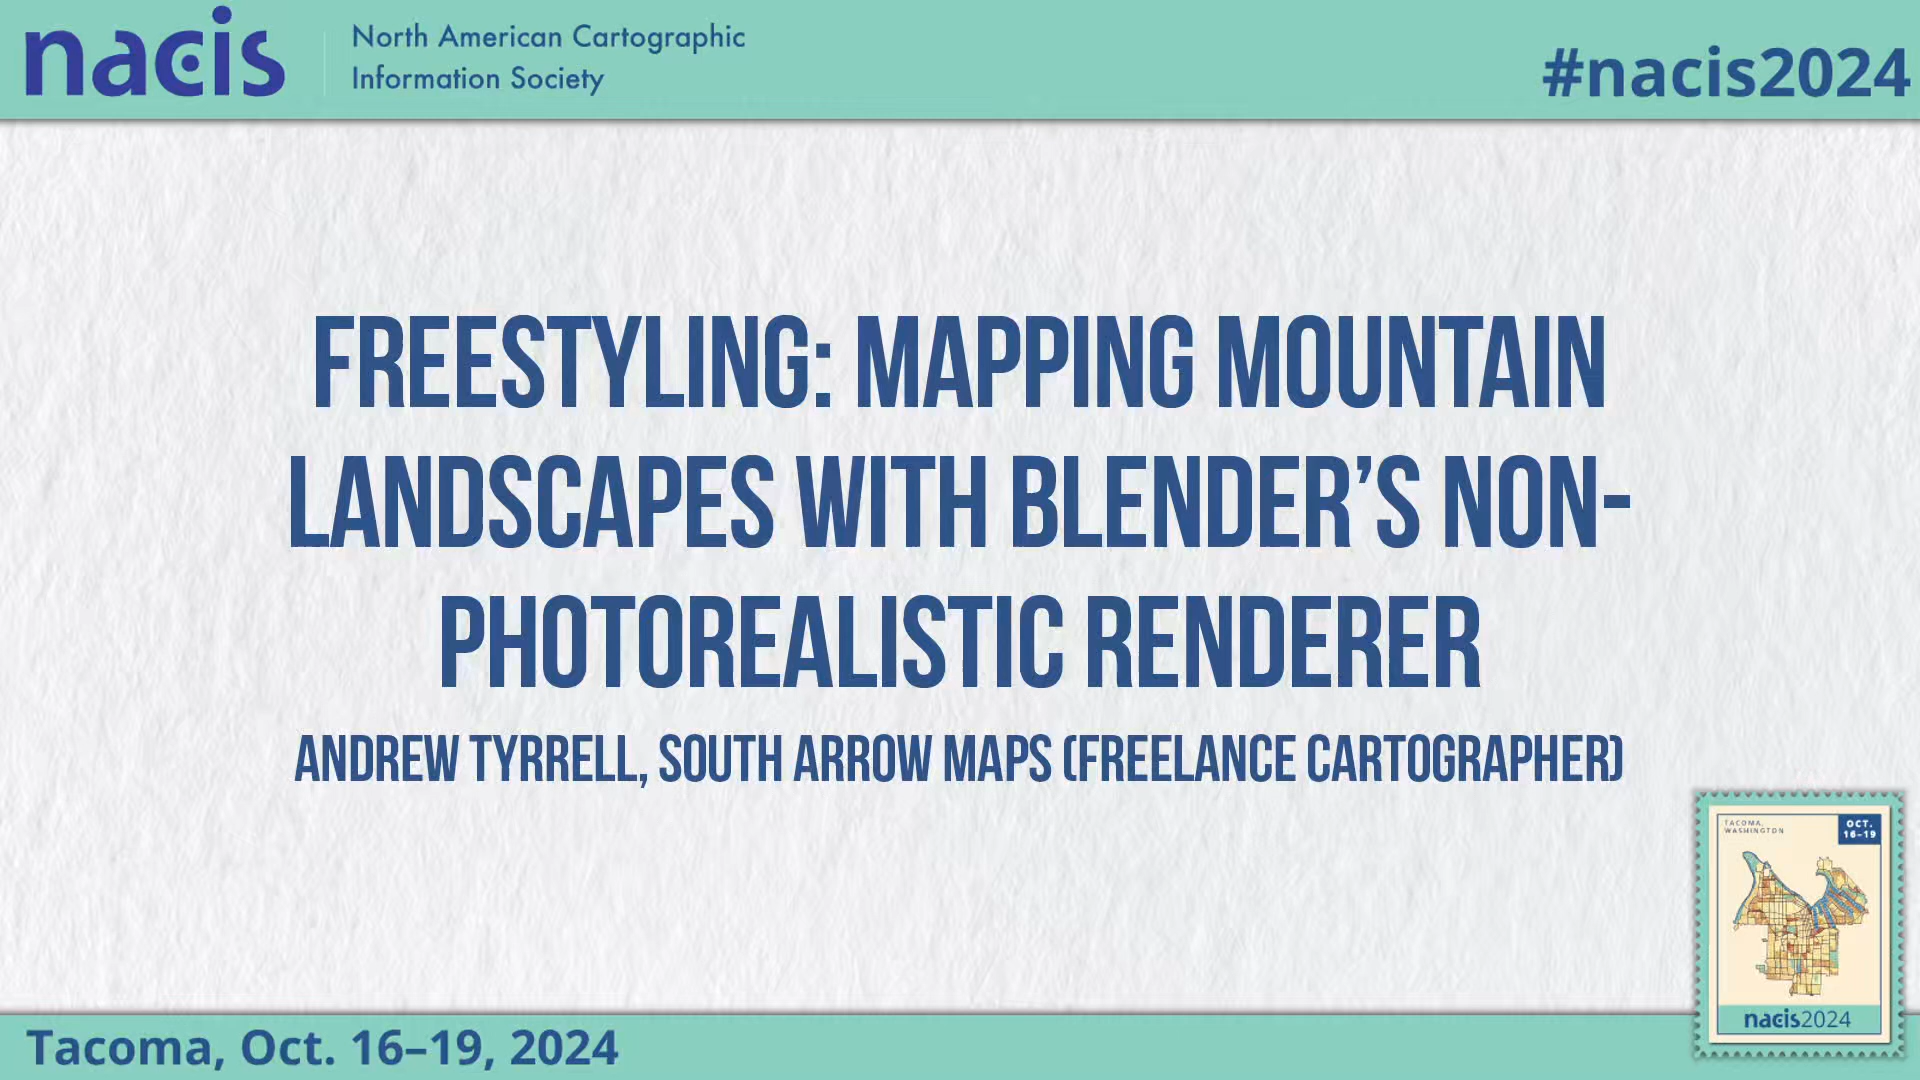 nacis
North American Cartographic
Information Society
#nacis2024
FREESTYLING: MAPPING MOUNTAIN
LANDSCAPES WITH BLENDER’S NON-
PHOTOREALISTIC RENDERER
ANDREW TYRRELL, SOUTH ARROW MAPS (FREELANCE CARTOGRAPHER)
TACOMA,
WASHINGTON
OCT.
16–19
nacis2024
Tacoma, Oct. 16–19, 2024